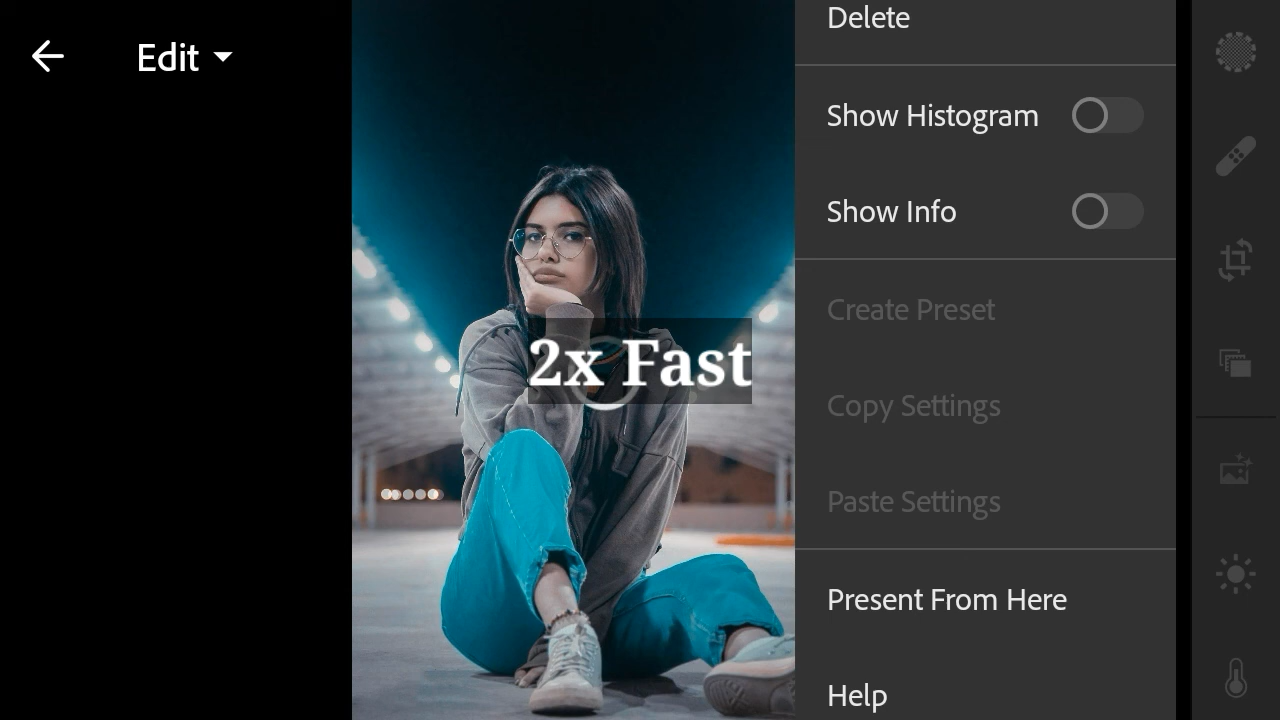 Edit
Delete
Show Histogram
Show Info
Create Preset
2x Fast
Copy Settings
Paste Settings
Present From Here
Help